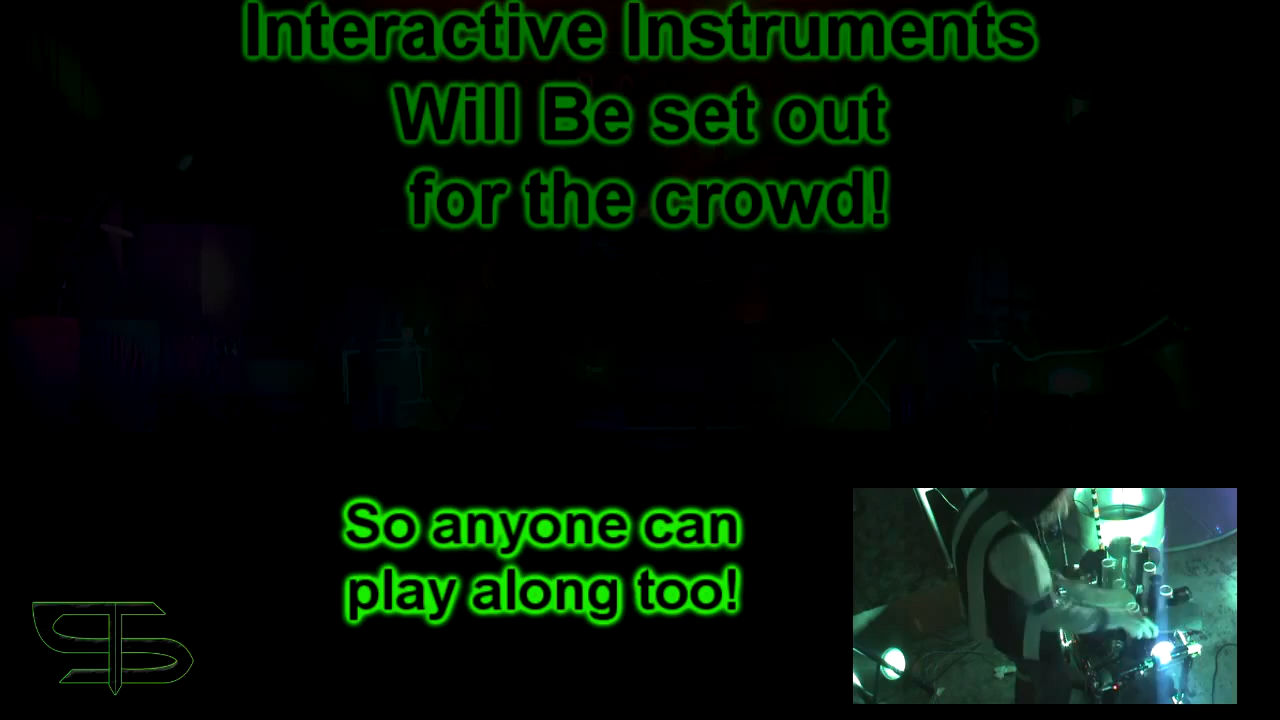 Interactive Instruments
Will Be set out
for the crowd!
So anyone can
play along too!